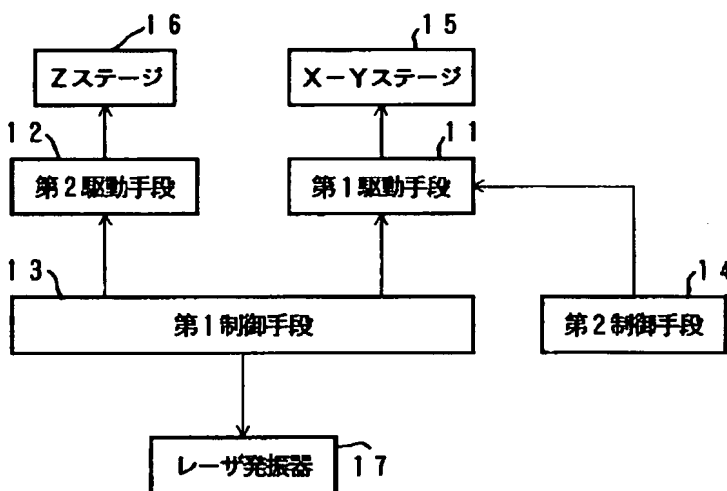 16
15
Zステージ
X−Yステージ
12
11
第2駆動手段
第1駆動手段
13
14
第1制御手段
第2制御手段
レーザ発振器
17